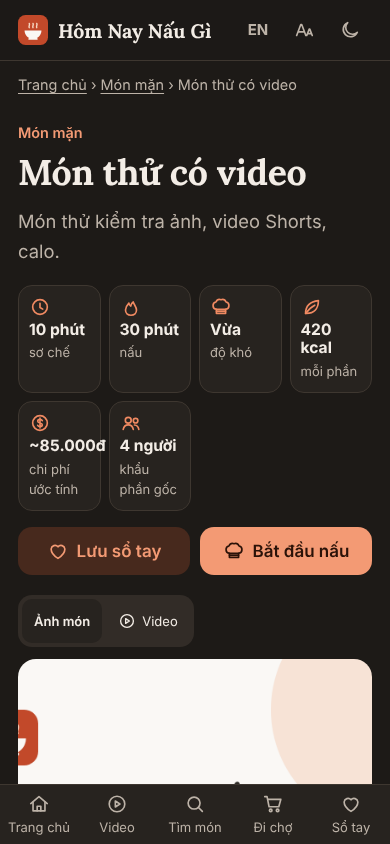 Hôm Nay Nấu Gì
EN
AA
Trang chủ › Món mặn › Món thử có video
Món mặn
Món thử có video
Món thử kiểm tra ảnh, video Shorts,
calo.
10 phút
sơ chế
30 phút
nấu
Vừa
độ khó
420
kcal
mỗi phần
~85.000đ
chi phí
ước tính
4 người
khẩu
phần gốc
Lưu sổ tay
Bắt đầu nấu
Ảnh món
Video
Trang chủ
Video
Tìm món
Đi chợ
Sổ tay